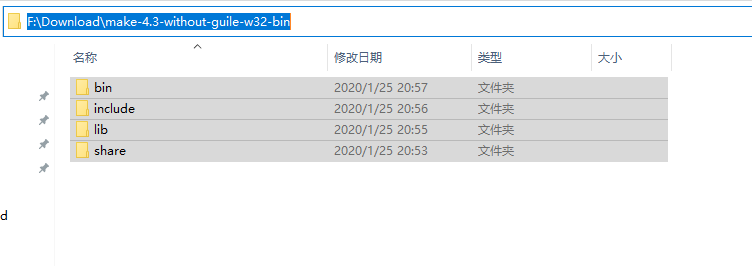 F:\Download\make-4.3-without-guile-w32-bin
名称 修改日期 类型 大小
bin 2020/1/25 20:57 文件夹
include 2020/1/25 20:56 文件夹
lib 2020/1/25 20:55 文件夹
share 2020/1/25 20:53 文件夹
d